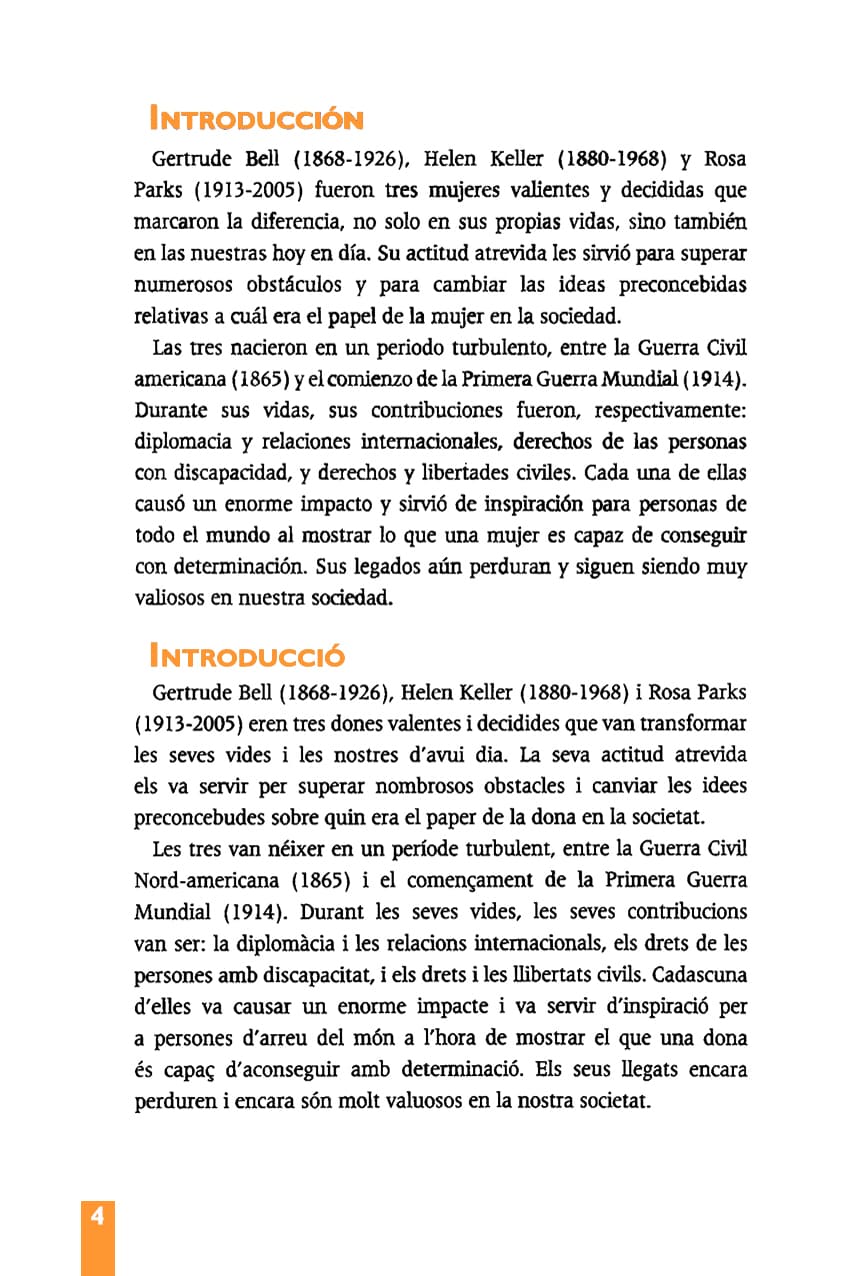 INTRODUCCIÓN
Gertrude Bell (1868-1926), Helen Keller (1880-1968) y Rosa
Parks (1913-2005) fueron tres mujeres valientes y decididas que
marcaron la diferencia, no solo en sus propias vidas, sino también
en las nuestras hoy en día. Su actitud atrevida les sirvió para superar
numerosos obstáculos y para cambiar las ideas preconcebidas
relativas a cuál era el papel de la mujer en la sociedad.
Las tres nacieron en un periodo turbulento, entre la Guerra Civil
americana (1865) y el comienzo de la Primera Guerra Mundial (1914).
Durante sus vidas, sus contribuciones fueron, respectivamente:
diplomacia y relaciones internacionales, derechos de las personas
con discapacidad, y derechos y libertades civiles. Cada una de ellas
causó un enorme impacto y sirvió de inspiración para personas de
todo el mundo al mostrar lo que una mujer es capaz de conseguir
con determinación. Sus legados aún perduran y siguen siendo muy
valiosos en nuestra sociedad.
INTRODUCCIÓ
Gertrude Bell (1868-1926), Helen Keller (1880-1968) i Rosa Parks
(1913-2005) eren tres dones valentes i decidides que van transformar
les seves vides i les nostres d'avui dia. La seva actitud atrevida
els va servir per superar nombrosos obstacles i canviar les idees
preconcebudes sobre quin era el paper de la dona en la societat.
Les tres van néixer en un període turbulent, entre la Guerra Civil
Nord-americana (1865) i el començament de la Primera Guerra
Mundial (1914). Durant les seves vides, les seves contribucions
van ser: la diplomàcia i les relacions internacionals, els drets de les
persones amb discapacitat, i els drets i les llibertats civils. Cadascuna
d'elles va causar un enorme impacte i va servir d'inspiració per
a persones d'arreu del món a l'hora de mostrar el que una dona
és capaç d'aconseguir amb determinació. Els seus llegats encara
perduren i encara són molt valuosos en la nostra societat.
4